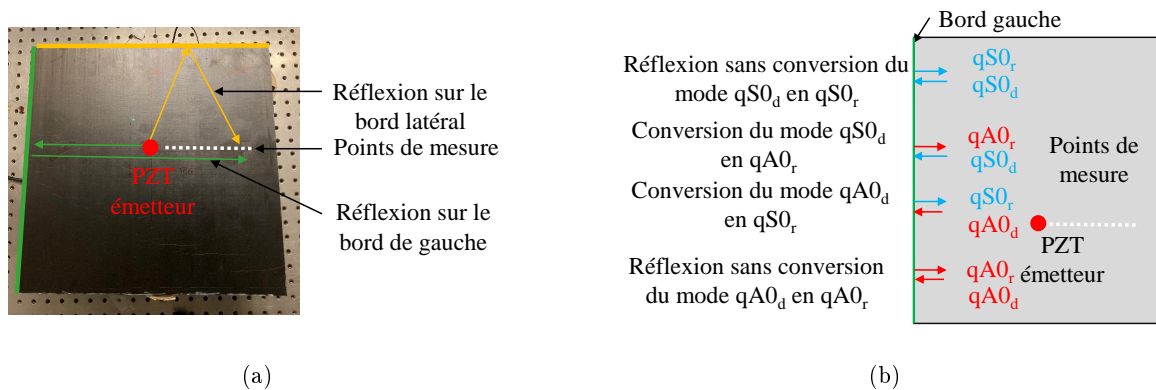 Réflexion sur le
bord latéral
Points de mesure
PZT
émetteur
Réflexion sur le
bord de gauche
(a)
Bord gauche
Réflexion sans conversion du
mode qS0d en qS0r
Conversion du mode qS0d
en qA0r
Conversion du mode qA0d
en qS0r
Réflexion sans conversion
du mode qA0d en qA0r
qS0r
qS0d
qA0r
qS0d
qS0r
qA0d
qA0r
qA0d
Points de
mesure
PZT
émetteur
(b)